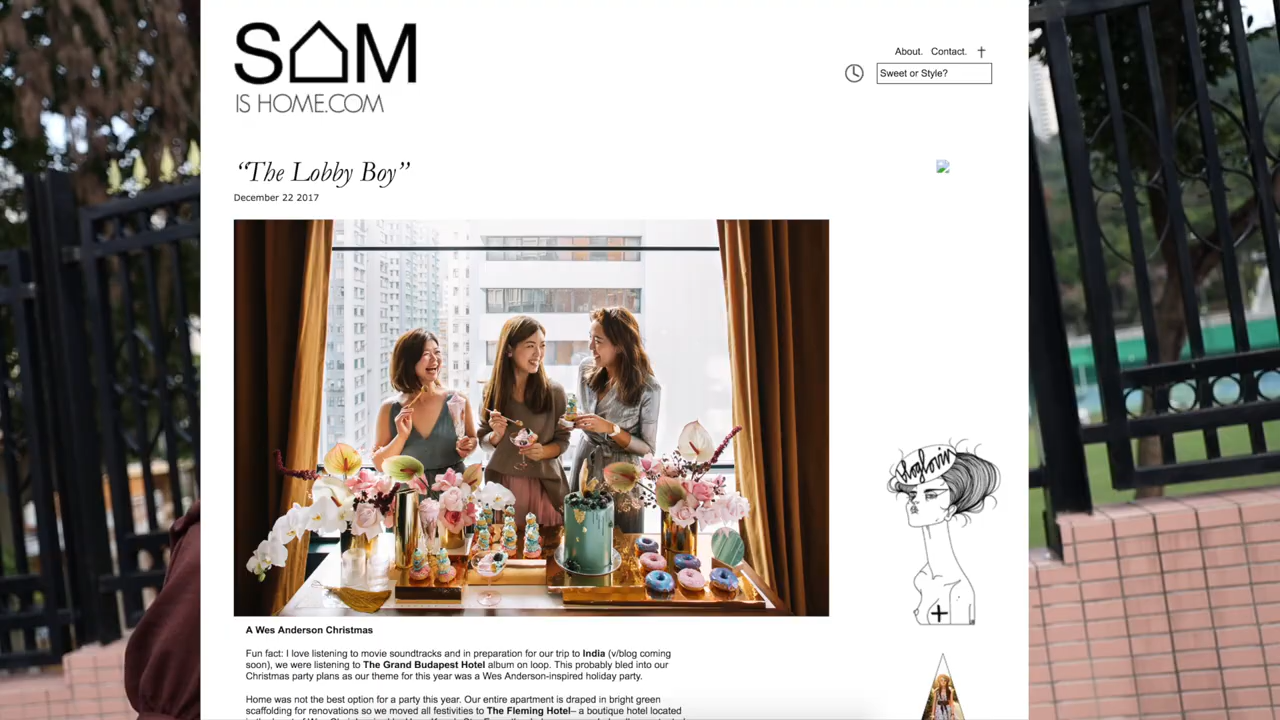 SAM
IS HOME.COM
About. Contact. †
Sweet or Style?
“The Lobby Boy”
December 22 2017
bloglovin
A Wes Anderson Christmas
Fun fact: I love listening to movie soundtracks and in preparation for our trip to India (v/blog coming
soon), we were listening to The Grand Budapest Hotel album on loop. This probably bled into our
Christmas party plans as our theme for this year was a Wes Anderson-inspired holiday party.
Home was not the best option for a party this year. Our entire apartment is draped in bright green
scaffolding for renovations so we moved all festivities to The Fleming Hotel– a boutique hotel located